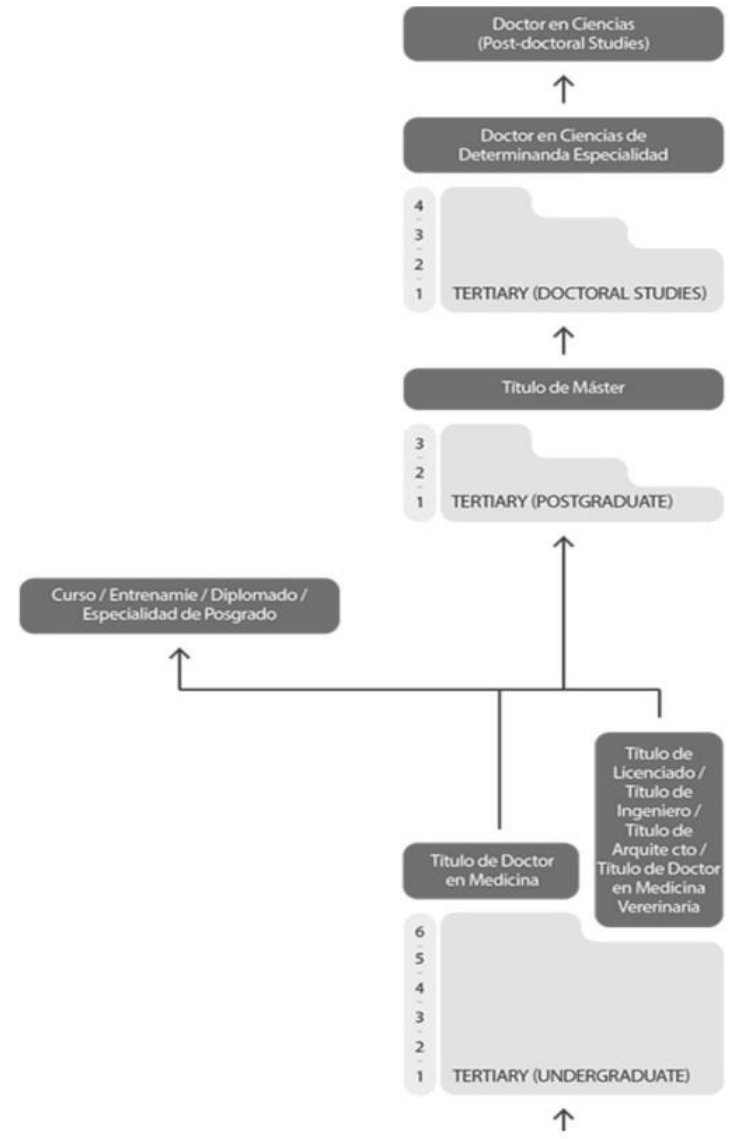 Doctor en Ciencias
(Post-doctoral Studies)
Doctor en Ciencias de
Determinanda Especialidad
4
3
2
1
TERTIARY (DOCTORAL STUDIES)
Título de Máster
3
2
1
TERTIARY (POSTGRADUATE)
Curso / Entrenamie / Diplomado /
Especialidad de Posgrado
Título de
Licenciado /
Título de
Ingeniero /
Título de
Arquite cto /
Título de Doctor
en Medicina
Vererinaría
Título de Doctor
en Medicina
6
5
4
3
2
1
TERTIARY (UNDERGRADUATE)